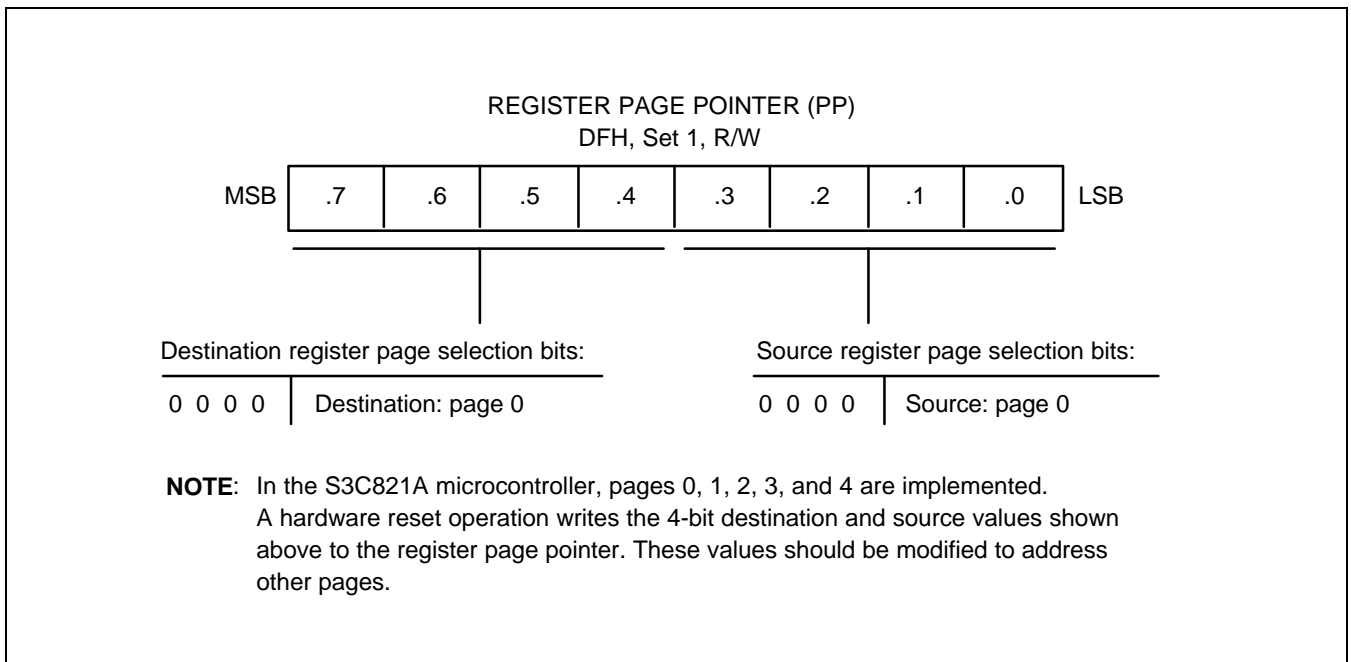 REGISTER PAGE POINTER (PP)
DFH, Set 1, R/W
MSB .7 .6 .5 .4 .3 .2 .1 .0 LSB
Destination register page selection bits:
0 0 0 0 Destination: page 0
Source register page selection bits:
0 0 0 0 Source: page 0
NOTE: In the S3C821A microcontroller, pages 0, 1, 2, 3, and 4 are implemented.
A hardware reset operation writes the 4-bit destination and source values shown
above to the register page pointer. These values should be modified to address
other pages.